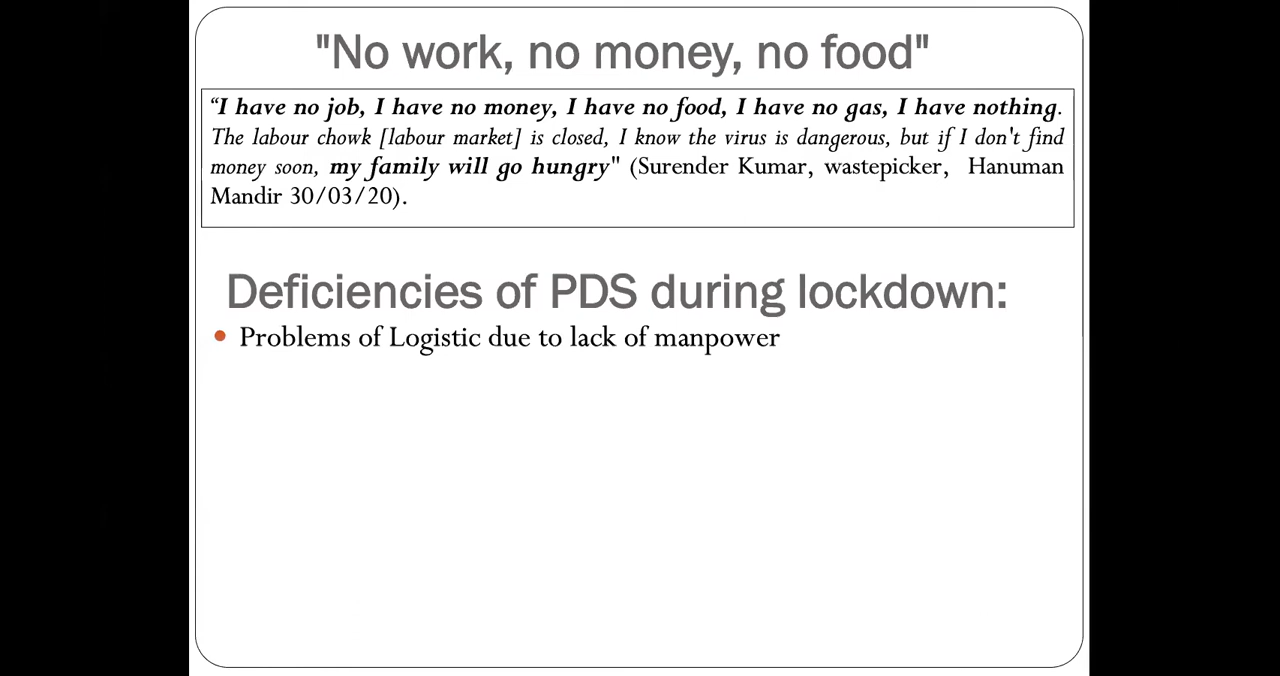 "No work, no money, no food"
“I have no job, I have no money, I have no food, I have no gas, I have nothing.
The labour chowk [labour market] is closed, I know the virus is dangerous, but if I don't find
money soon, my family will go hungry" (Surender Kumar, wastepicker, Hanuman
Mandir 30/03/20).
Deficiencies of PDS during lockdown:
• Problems of Logistic due to lack of manpower